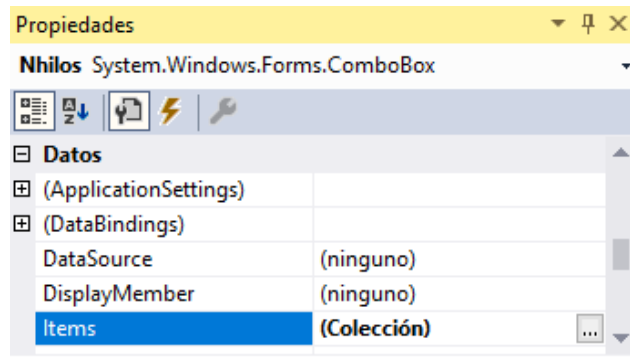 Propiedades
Nhilos System.Windows.Forms.ComboBox
Datos
(ApplicationSettings)
(DataBindings)
DataSource (ninguno)
DisplayMember (ninguno)
Items (Colección) ...